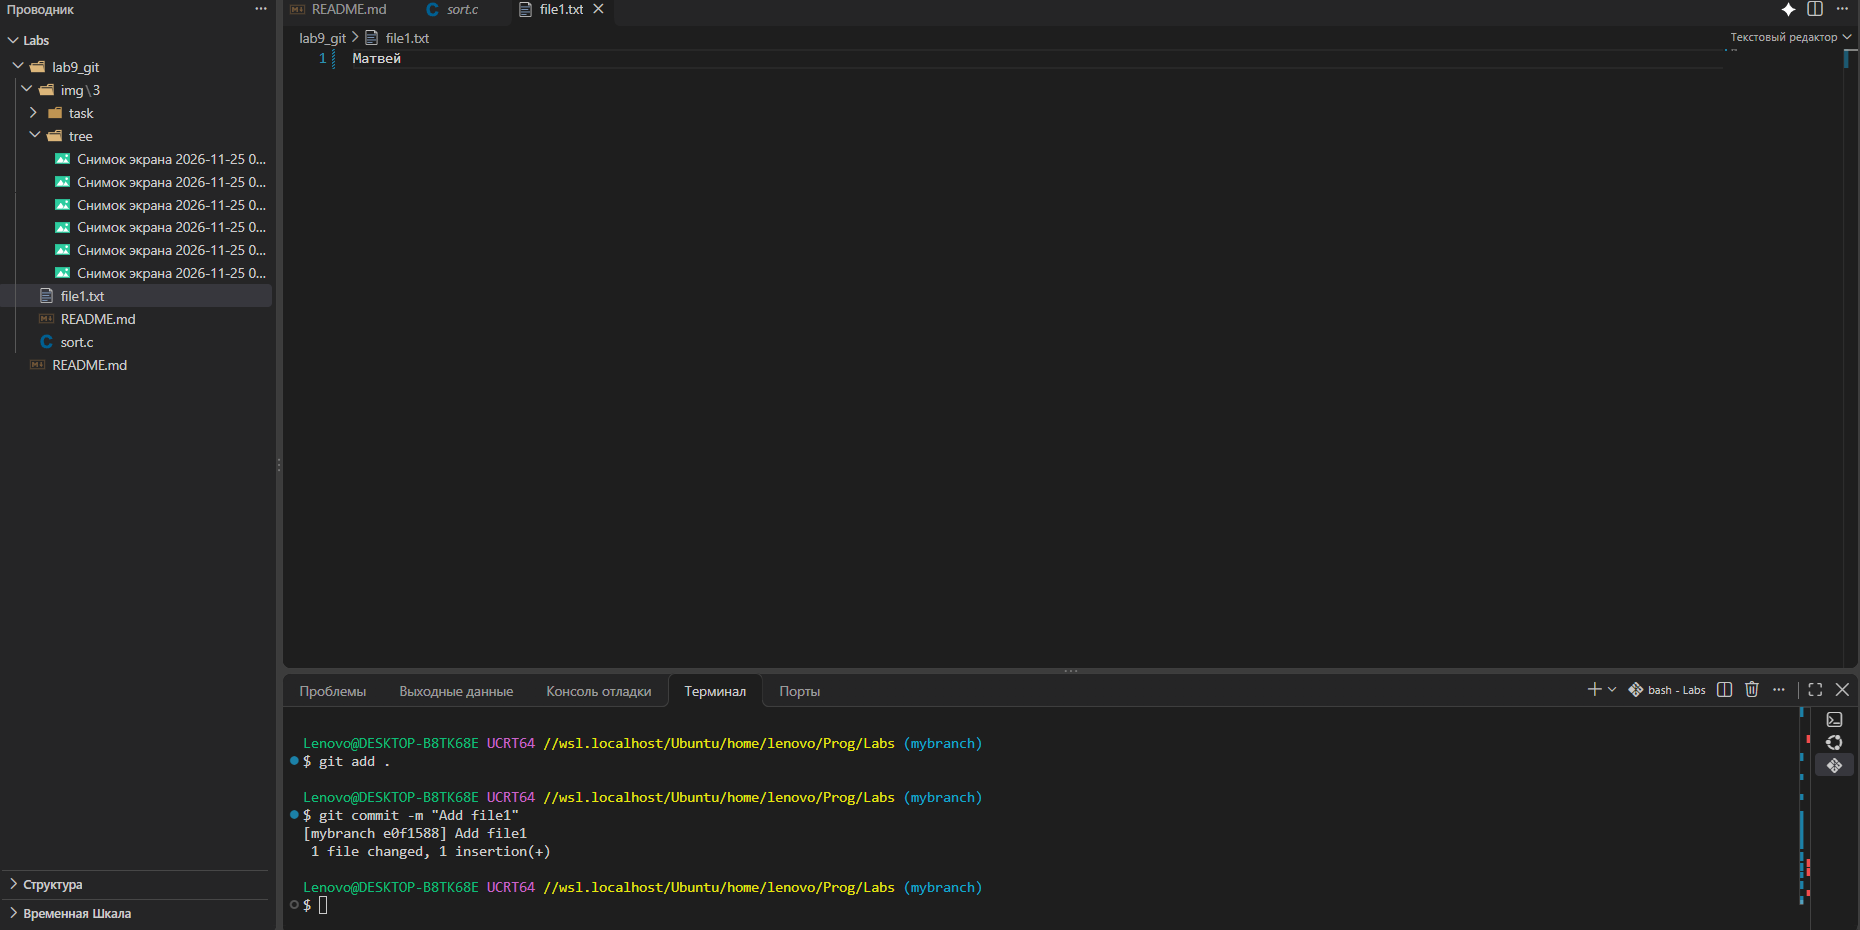 Проводник
Labs
lab9_git
img\3
task
tree
Снимок экрана 2026-11-25 0...
Снимок экрана 2026-11-25 0...
Снимок экрана 2026-11-25 0...
Снимок экрана 2026-11-25 0...
Снимок экрана 2026-11-25 0...
Снимок экрана 2026-11-25 0...
file1.txt
README.md
C sort.c
README.md
Структура
Временная Шкала
README.md C sort.c file1.txt
lab9_git > file1.txt
Текстовый редактор
1 Матвей
Проблемы Выходные данные Консоль отладки Терминал Порты
bash - Labs
Lenovo@DESKTOP-B8TK68E UCRT64 //wsl.localhost/Ubuntu/home/lenovo/Prog/Labs (mybranch)
$ git add .
Lenovo@DESKTOP-B8TK68E UCRT64 //wsl.localhost/Ubuntu/home/lenovo/Prog/Labs (mybranch)
$ git commit -m "Add file1"
[mybranch e0f1588] Add file1
1 file changed, 1 insertion(+)
Lenovo@DESKTOP-B8TK68E UCRT64 //wsl.localhost/Ubuntu/home/lenovo/Prog/Labs (mybranch)
$